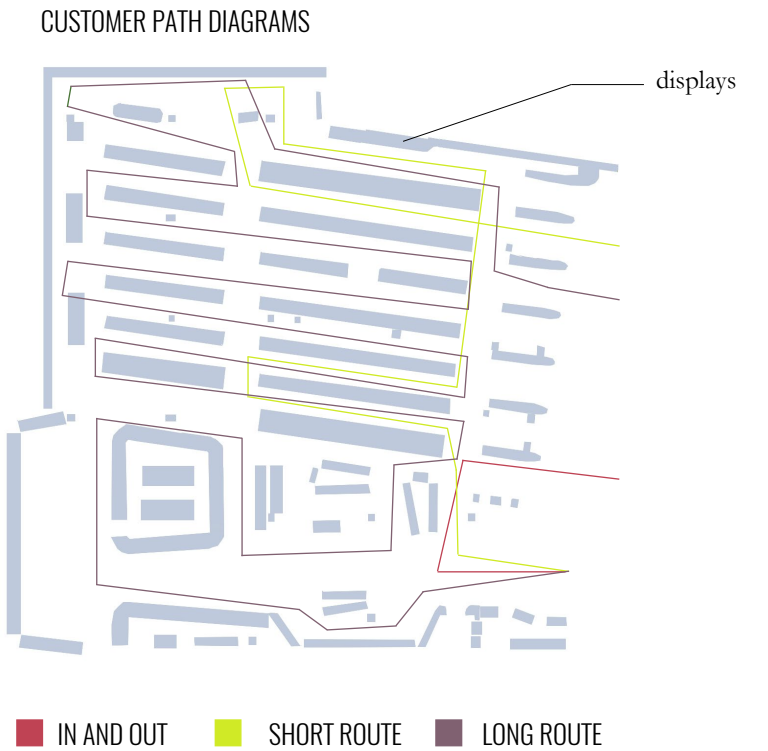 CUSTOMER PATH DIAGRAMS
displays
IN AND OUT
SHORT ROUTE
LONG ROUTE